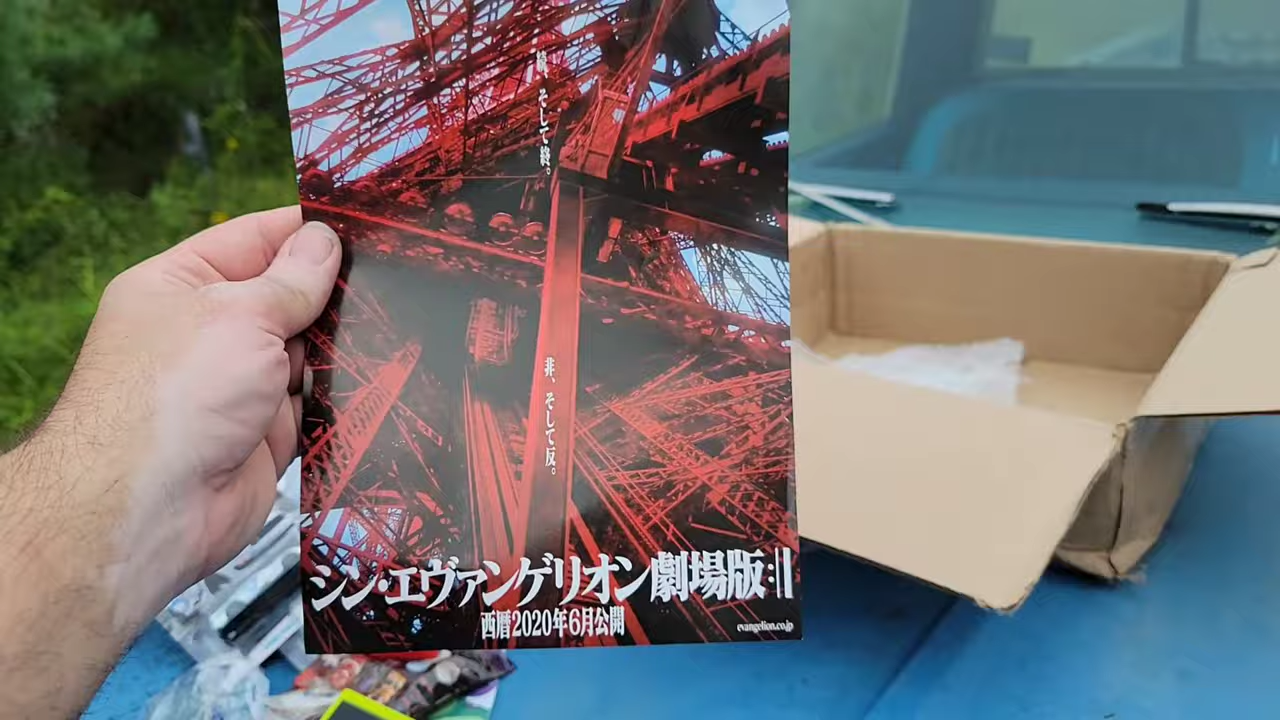 終、そして終。
非、そして反。
シン・エヴァンゲリオン劇場版:||
西暦2020年6月公開
evangelion.co.jp